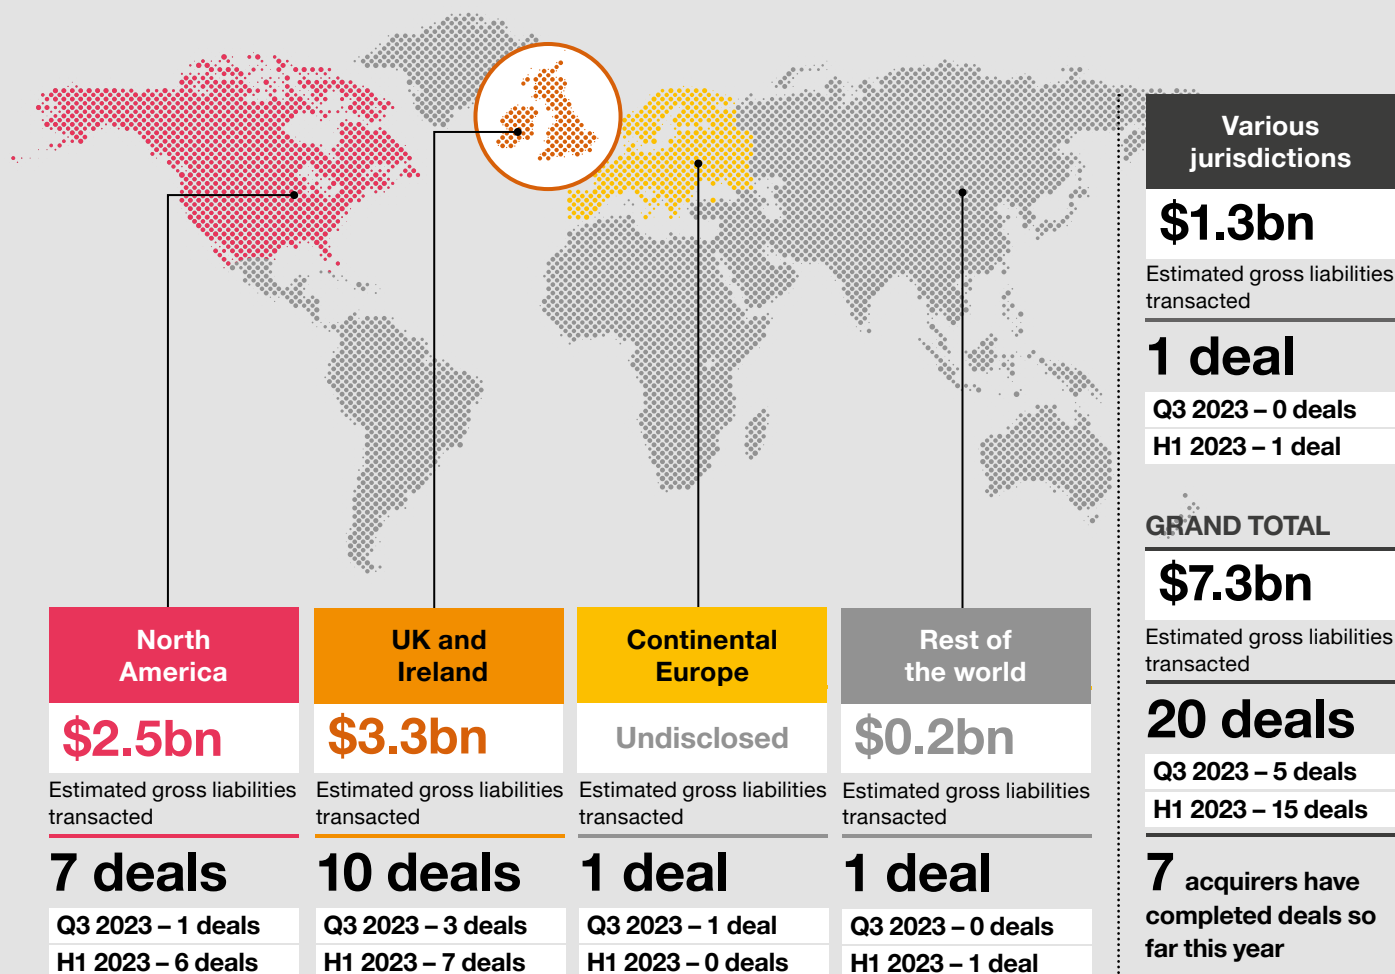 North
America
$2.5bn
Estimated gross liabilities
transacted
7 deals
Q3 2023 – 1 deals
H1 2023 – 6 deals
UK and
Ireland
$3.3bn
Estimated gross liabilities
transacted
10 deals
Q3 2023 – 3 deals
H1 2023 – 7 deals
Continental
Europe
Undisclosed
Estimated gross liabilities
transacted
1 deal
Q3 2023 – 1 deal
H1 2023 – 0 deals
Rest of
the world
$0.2bn
Estimated gross liabilities
transacted
1 deal
Q3 2023 – 0 deals
H1 2023 – 1 deal
Various
jurisdictions
$1.3bn
Estimated gross liabilities
transacted
1 deal
Q3 2023 – 0 deals
H1 2023 – 1 deal
GRAND TOTAL
$7.3bn
Estimated gross liabilities
transacted
20 deals
Q3 2023 – 5 deals
H1 2023 – 15 deals
7 acquirers have
completed deals so
far this year